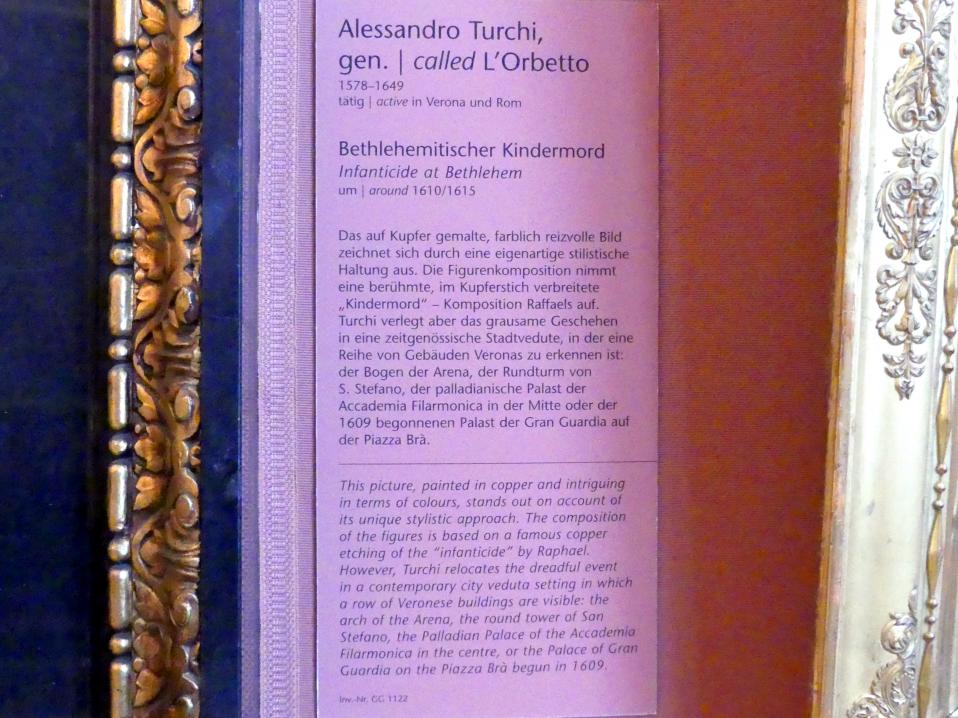 Alessandro Turchi,
gen. | called L'Orbetto
1578–1649
tätig | active in Verona und Rom
Bethlehemitischer Kindermord
Infanticide at Bethlehem
um | around 1610/1615
Das auf Kupfer gemalte, farblich reizvolle Bild
zeichnet sich durch eine eigenartige stilistische
Haltung aus. Die Figurenkomposition nimmt
eine berühmte, im Kupferstich verbreitete
„Kindermord“ – Komposition Raffaels auf.
Turchi verlegt aber das grausame Geschehen
in eine zeitgenössische Stadtvedute, in der eine
Reihe von Gebäuden Veronas zu erkennen ist:
der Bogen der Arena, der Rundturm von
S. Stefano, der palladianische Palast der
Accademia Filarmonica in der Mitte oder der
1609 begonnenen Palast der Gran Guardia auf
der Piazza Brà.
This picture, painted in copper and intriguing
in terms of colours, stands out on account of
its unique stylistic approach. The composition
of the figures is based on a famous copper
etching of the “infanticide” by Raphael.
However, Turchi relocates the dreadful event
in a contemporary city veduta setting in which
a row of Veronese buildings are visible: the
arch of the Arena, the round tower of San
Stefano, the Palladian Palace of the Accademia
Filarmonica in the centre, or the Palace of Gran
Guardia on the Piazza Brà begun in 1609.
Inv.-Nr. GG 1122